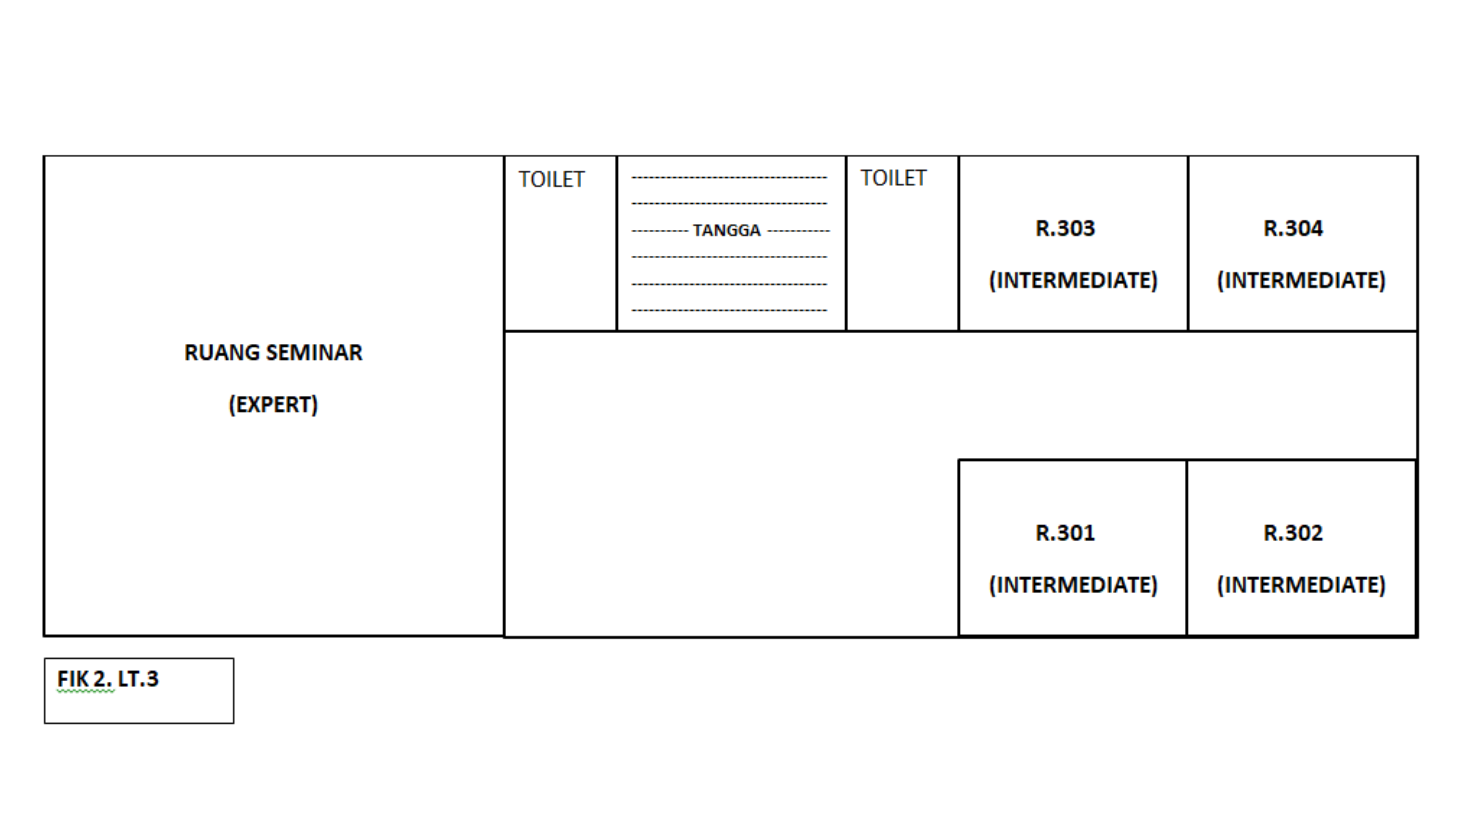 TOILET
---------- TANGGA -----------
TOILET
R.303
(INTERMEDIATE)
R.304
(INTERMEDIATE)
RUANG SEMINAR
(EXPERT)
R.301
(INTERMEDIATE)
R.302
(INTERMEDIATE)
FIK 2. LT.3